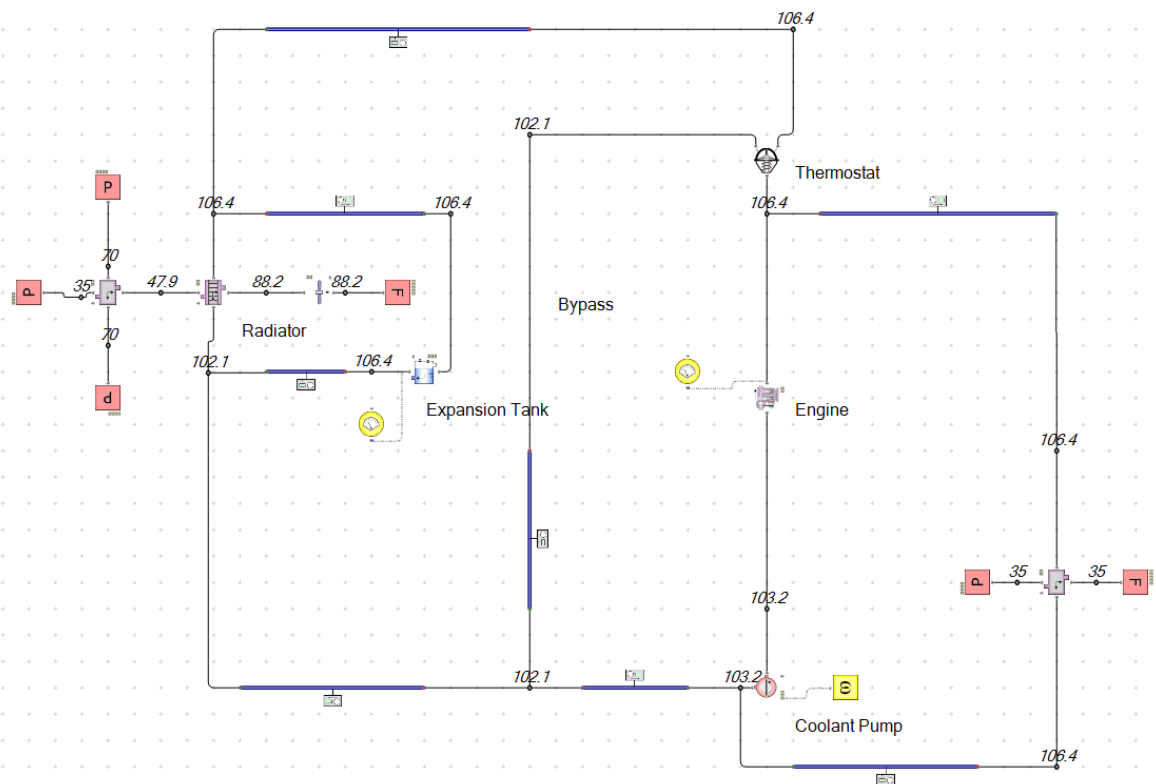 106.4
102.1
Thermostat
P
106.4
106.4
106.4
70
35
47.9
88.2
88.2
F
P
Radiator
Bypass
70
102.1
106.4
P
Expansion Tank
Engine
106.4
P
35
35
F
103.2
102.1
103.2
ω
Coolant Pump
106.4